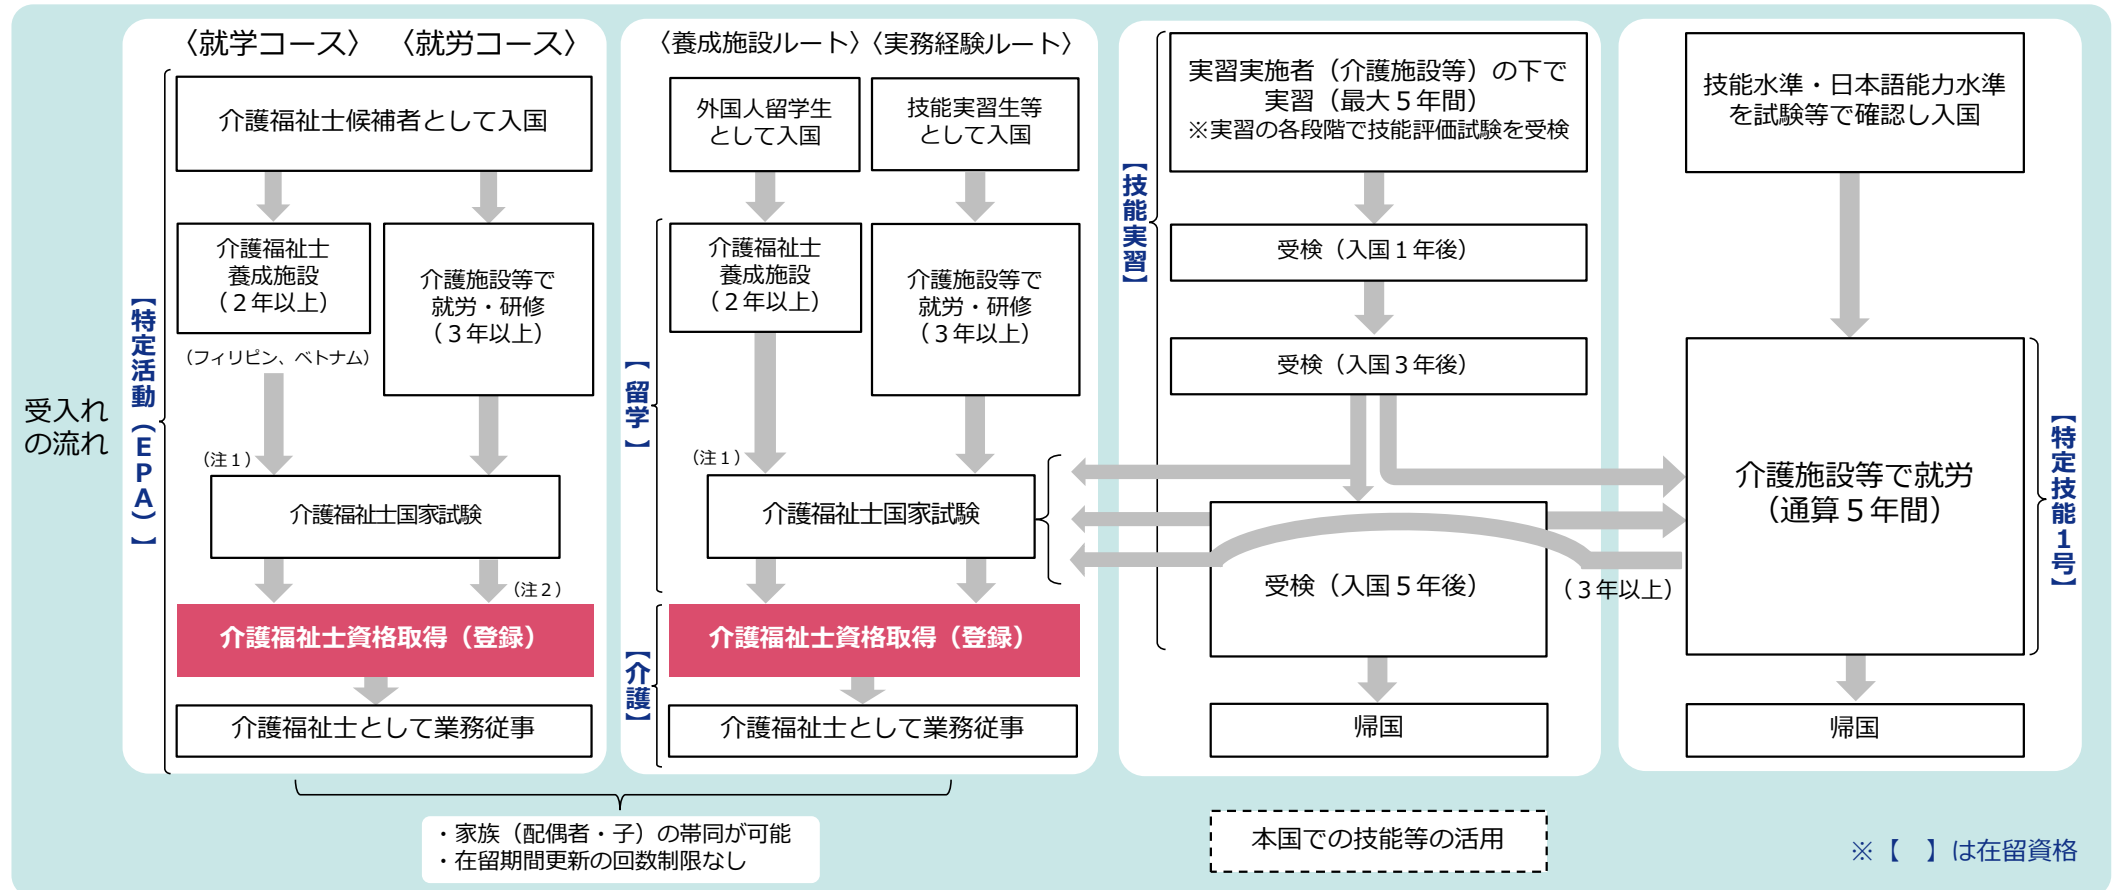 受入れ
の流れ
【特定活動（ＥＰＡ）】
〈就学コース〉
〈就労コース〉
介護福祉士候補者として入国
介護福祉士
養成施設
（２年以上）
（フィリピン、ベトナム）
介護施設等で
就労・研修
（３年以上）
（注１）
介護福祉士国家試験
（注２）
介護福祉士資格取得（登録）
介護福祉士として業務従事
〈養成施設ルート〉
〈実務経験ルート〉
外国人留学生
として入国
技能実習生等
として入国
【留学】
介護福祉士
養成施設
（２年以上）
介護施設等で
就労・研修
（３年以上）
（注１）
介護福祉士国家試験
【介護】
介護福祉士資格取得（登録）
介護福祉士として業務従事
・家族（配偶者・子）の帯同が可能
・在留期間更新の回数制限なし
【技能実習】
実習実施者（介護施設等）の下で
実習（最大５年間）
※実習の各段階で技能評価試験を受検
受検（入国１年後）
受検（入国３年後）
受検（入国５年後）
帰国
本国での技能等の活用
技能水準・日本語能力水準
を試験等で確認し入国
介護施設等で就労
（通算５年間）
【特定技能１号】
（３年以上）
帰国
※【　】は在留資格